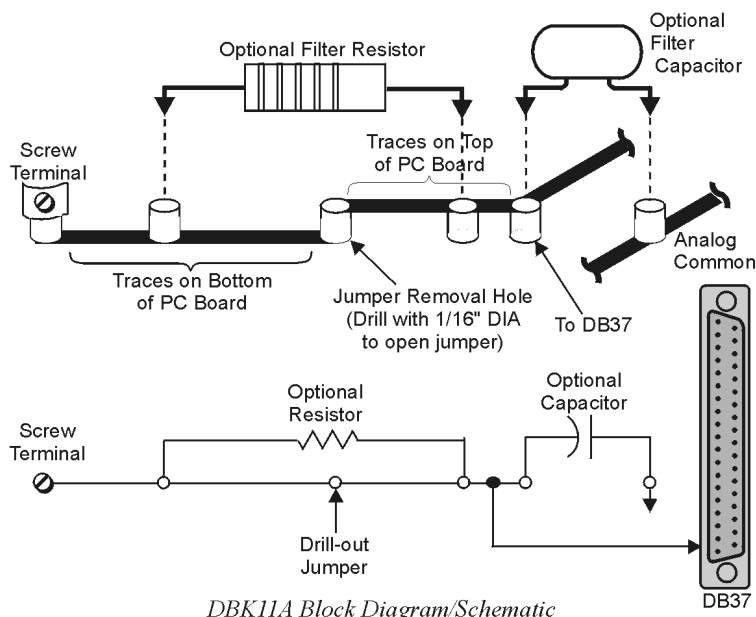 Optional Filter Resistor
Optional
Filter
Capacitor
Screw
Terminal
Traces on Top
of PC Board
Traces on Bottom
of PC Board
Jumper Removal Hole
(Drill with 1/16" DIA
to open jumper)
To DB37
Analog
Common
Optional
Resistor
Optional
Capacitor
Screw
Terminal
Drill-out
Jumper
DB37
DBK11A Block Diagram/Schematic